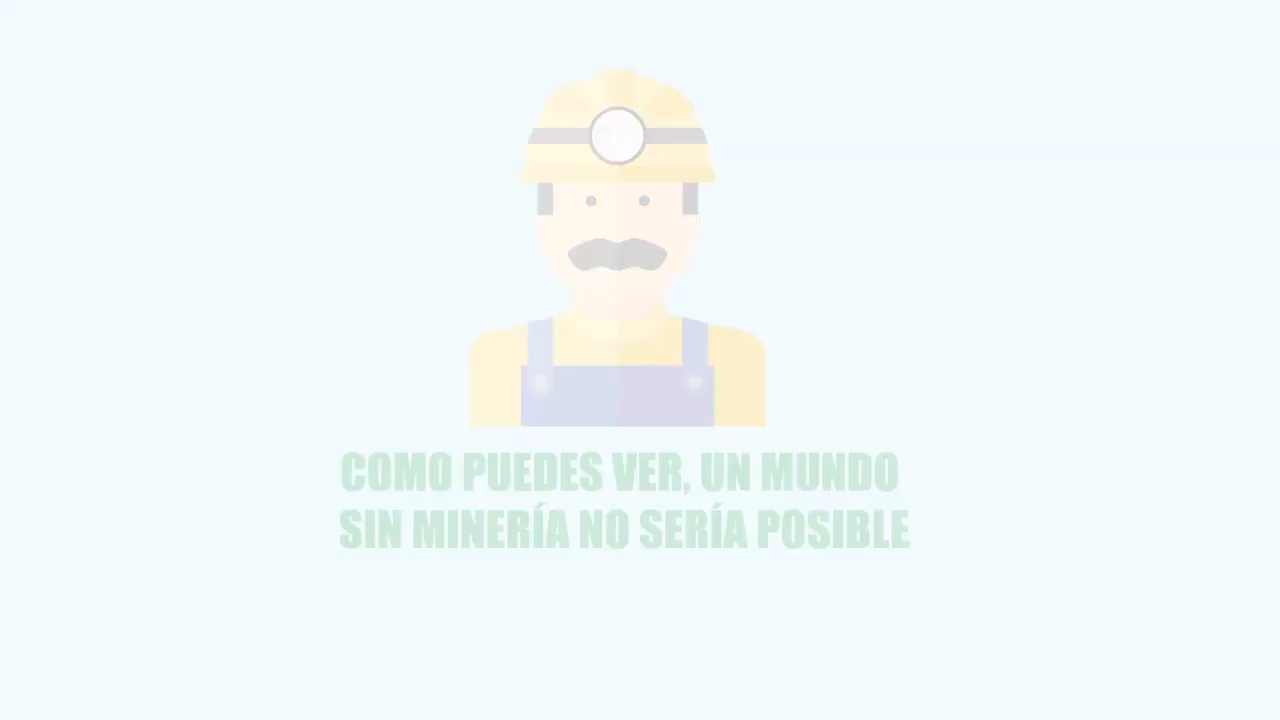 COMO PUEDES VER, UN MUNDO
SIN MINERÍA NO SERÍA POSIBLE